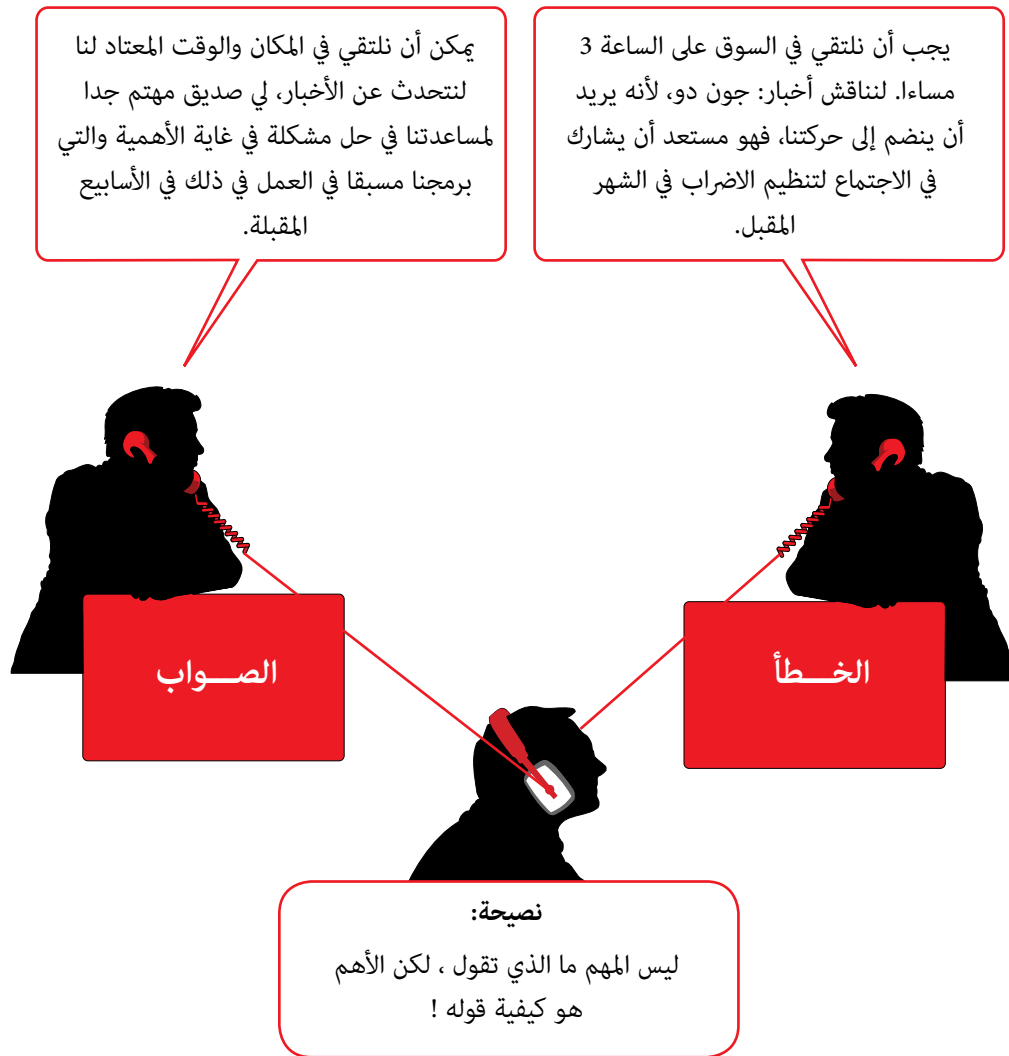 يجب أن نلتقي في السوق على الساعة 3
مساءا. لنناقش أخبار: جون دو، لأنه يريد
أن ينضم إلى حركتنا، فهو مستعد أن يشارك
في الاجتماع لتنظيم الاضراب في الشهر
المقبل.
يمكن أن نلتقي في المكان والوقت المعتاد لنا
لنتحدث عن الأخبار، لي صديق مهتم جدا
لمساعدتنا في حل مشكلة في غاية الأهمية والتي
برمجنا مسبقا في العمل في ذلك في الأسابيع
المقبلة.
الخـــطأ
الصـــواب
نصيحة:
ليس المهم ما الذي تقول ، لكن الأهم
هو كيفية قوله !